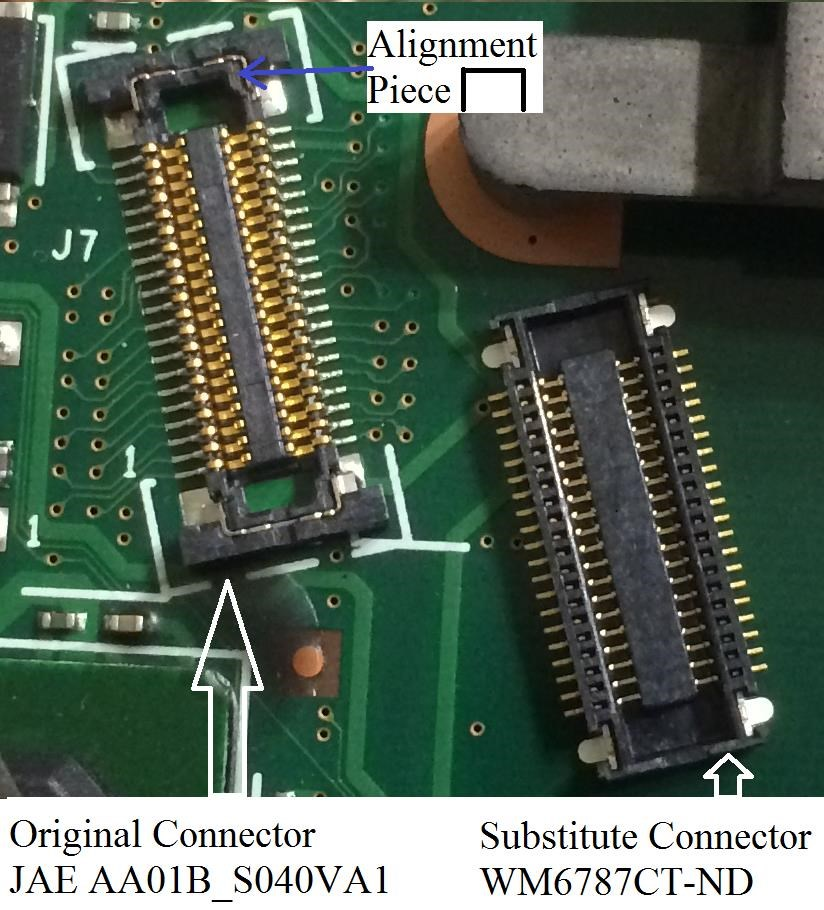 Alignment
Piece
J7
1
1
Original Connector
JAE AA01B_S040VA1
Substitute Connector
WM6787CT-ND